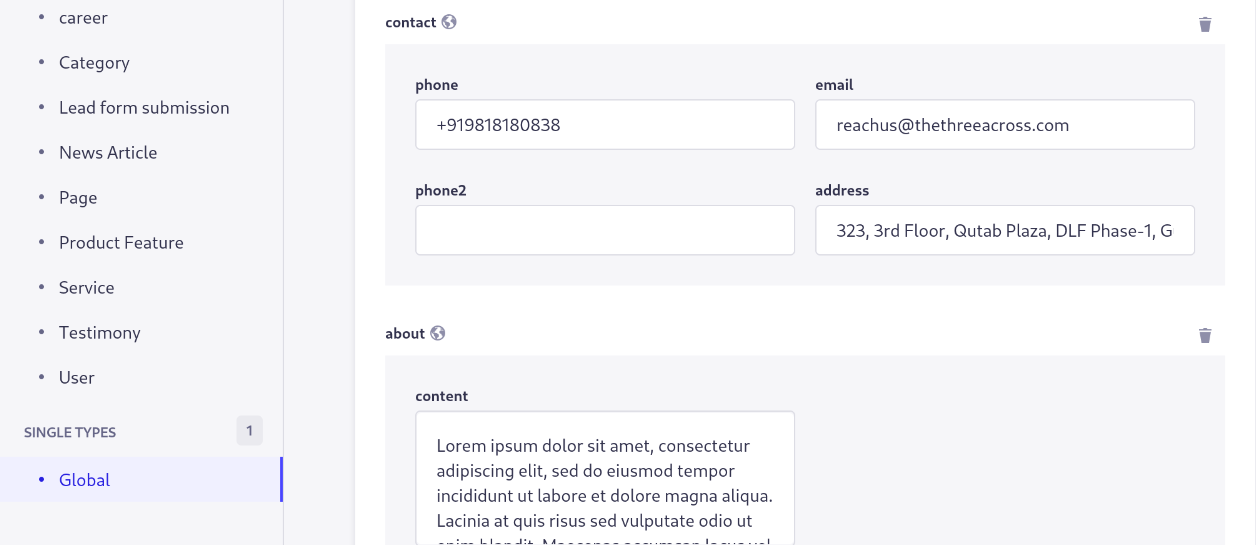 career
Category
Lead form submission
News Article
Page
Product Feature
Service
Testimony
User
SINGLE TYPES 1
Global
contact
phone
+919818180838
email
reachus@thethreeacross.com
phone2
address
323, 3rd Floor, Qutab Plaza, DLF Phase-1, G
about
content
Lorem ipsum dolor sit amet, consectetur
adipiscing elit, sed do eiusmod tempor
incididunt ut labore et dolore magna aliqua.
Lacinia at quis risus sed vulputate odio ut